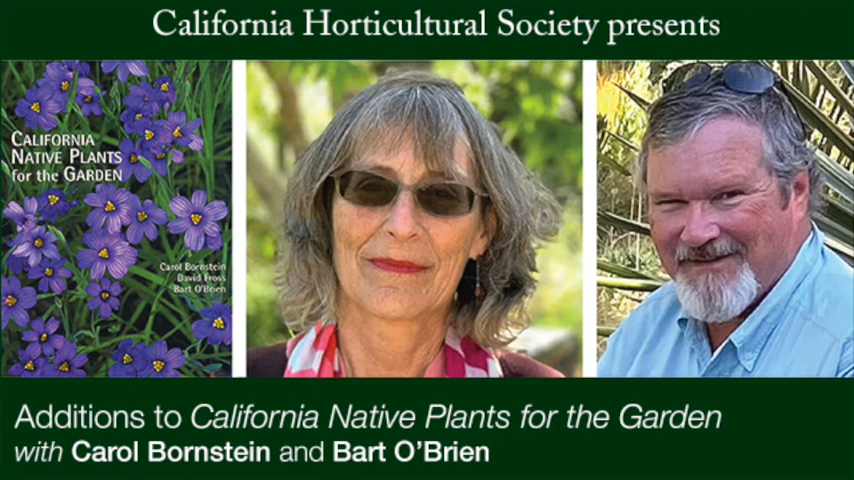 California Horticultural Society presents
CALIFORNIA
NATIVE PLANTS
for the GARDEN
Carol Bornstein
David Fross
Bart O'Brien
Additions to California Native Plants for the Garden
with Carol Bornstein and Bart O'Brien